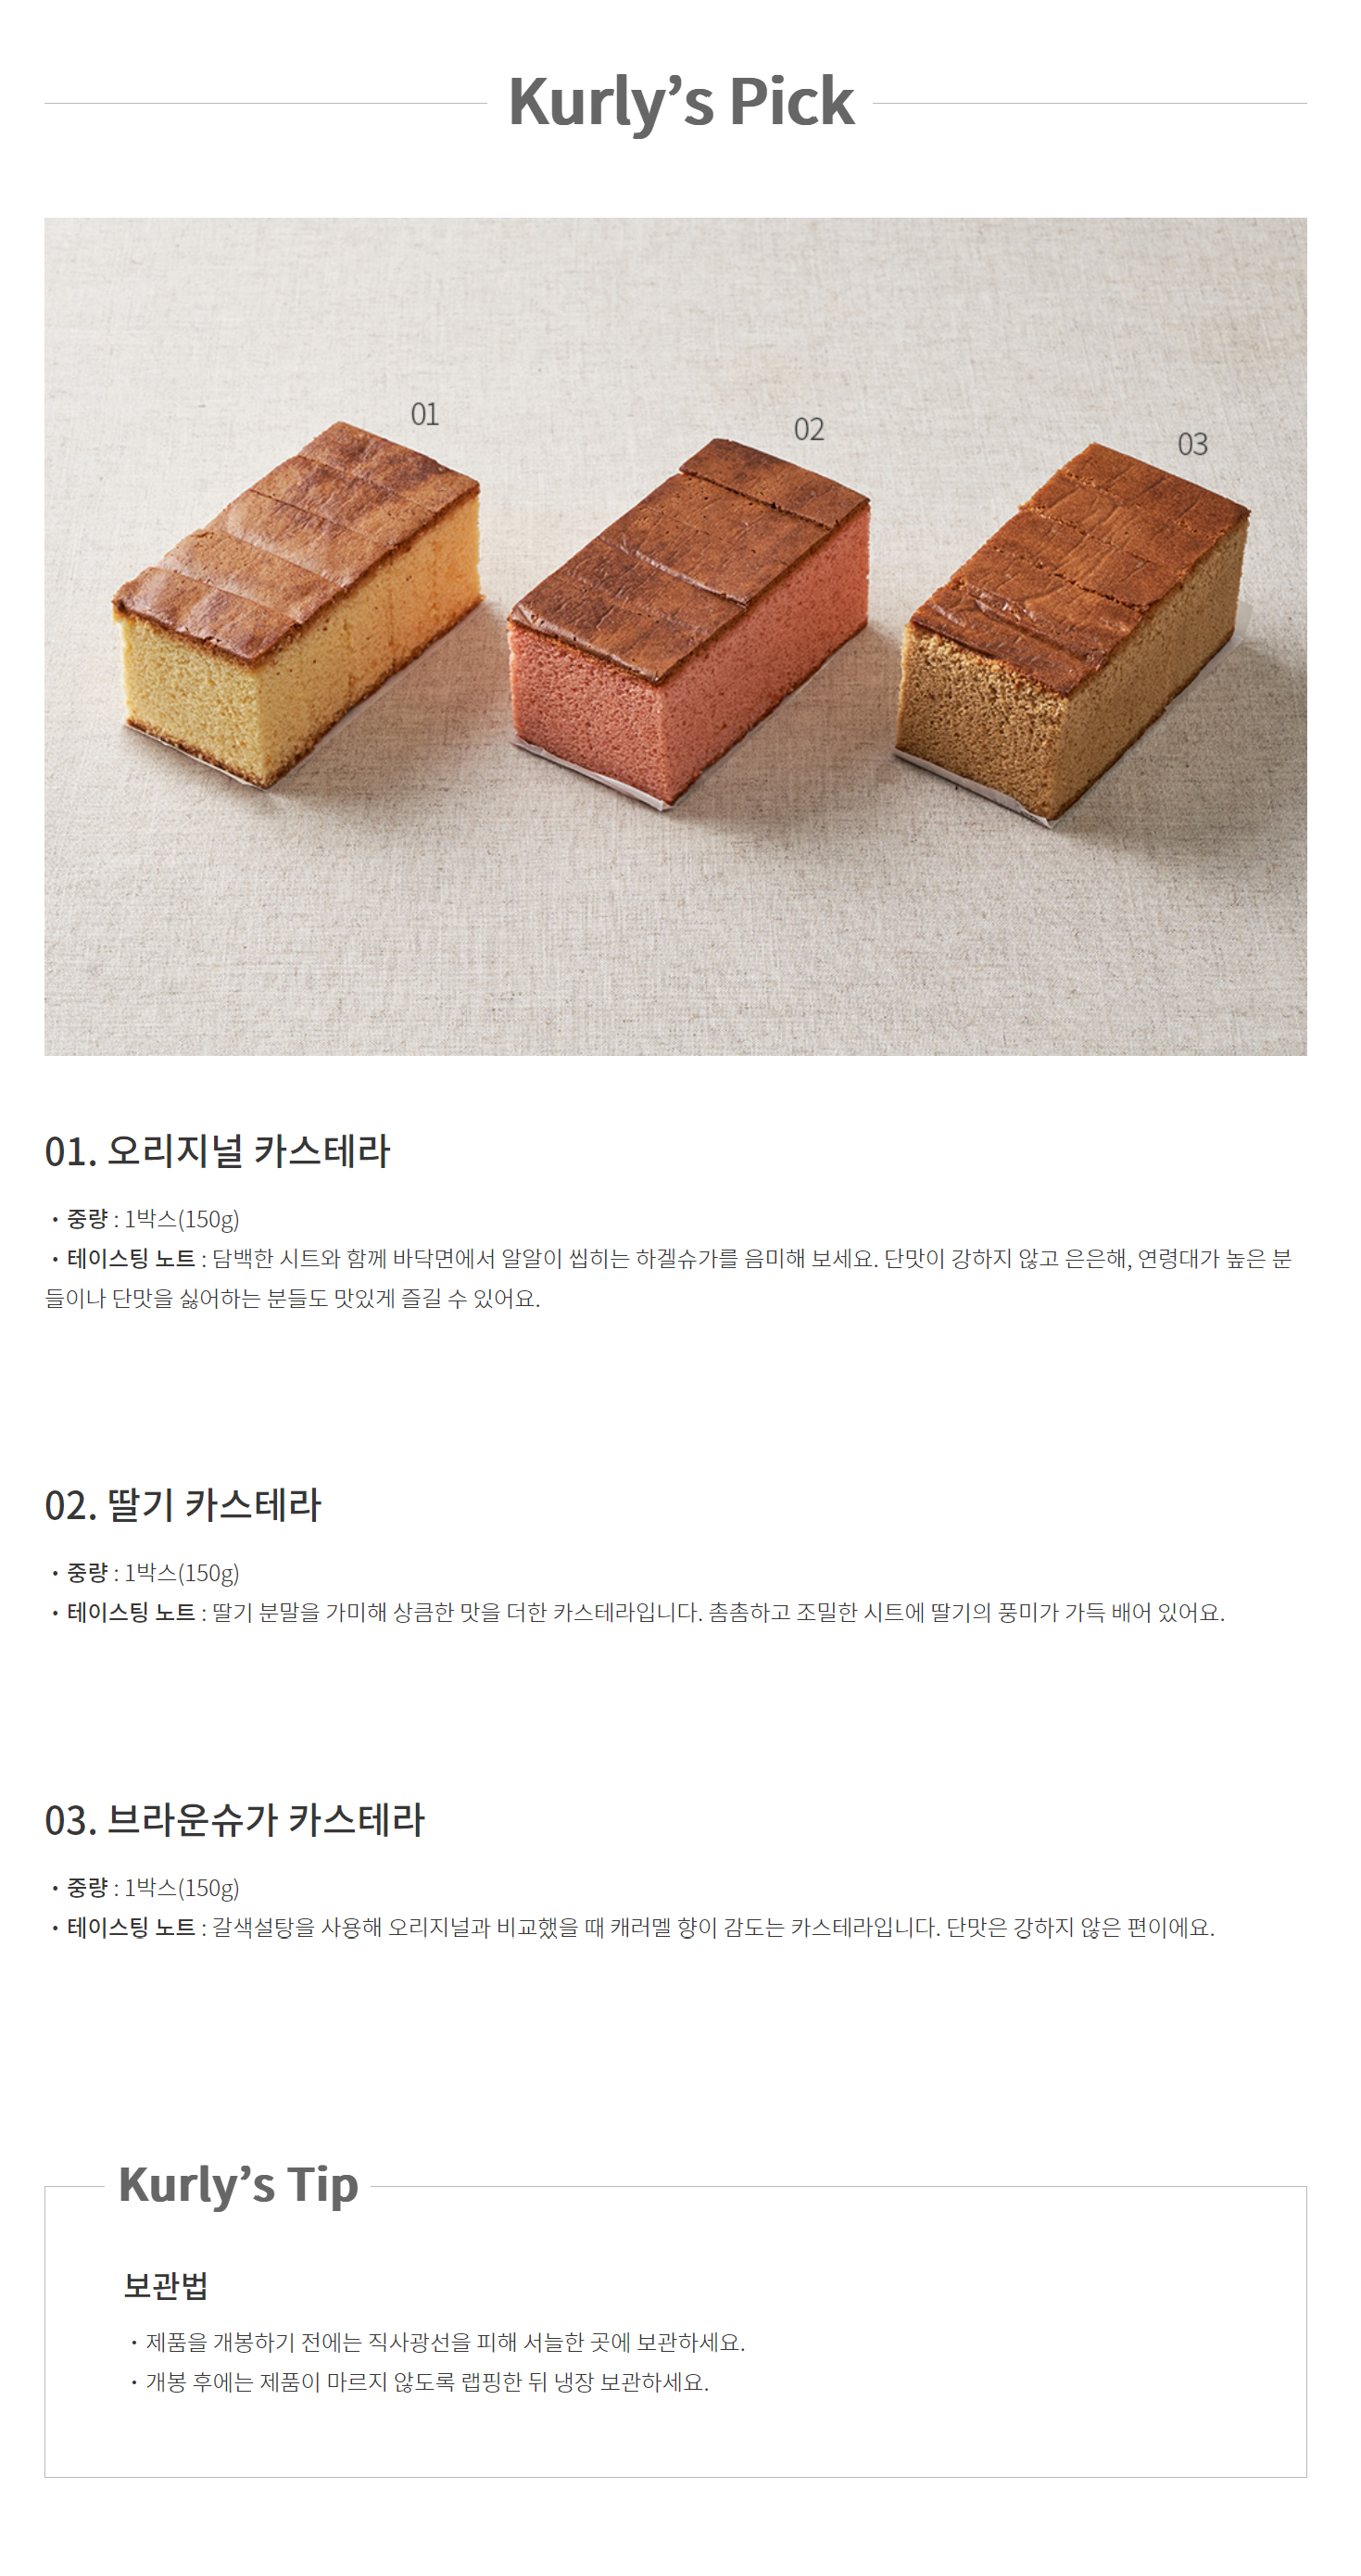 Kurly’s Pick
01
02
03
01. 오리지널 카스테라
・중량 : 1박스(150g)
・테이스팅 노트 : 담백한 시트와 함께 바닥면에서 알알이 씹히는 하겔슈가를 음미해 보세요. 단맛이 강하지 않고 은은해, 연령대가 높은 분
들이나 단맛을 싫어하는 분들도 맛있게 즐길 수 있어요.
02. 딸기 카스테라
・중량 : 1박스(150g)
・테이스팅 노트 : 딸기 분말을 가미해 상큼한 맛을 더한 카스테라입니다. 촘촘하고 조밀한 시트에 딸기의 풍미가 가득 배어 있어요.
03. 브라운슈가 카스테라
・중량 : 1박스(150g)
・테이스팅 노트 : 갈색설탕을 사용해 오리지널과 비교했을 때 캐러멜 향이 감도는 카스테라입니다. 단맛은 강하지 않은 편이에요.
Kurly’s Tip
보관법
・제품을 개봉하기 전에는 직사광선을 피해 서늘한 곳에 보관하세요.
・개봉 후에는 제품이 마르지 않도록 랩핑한 뒤 냉장 보관하세요.